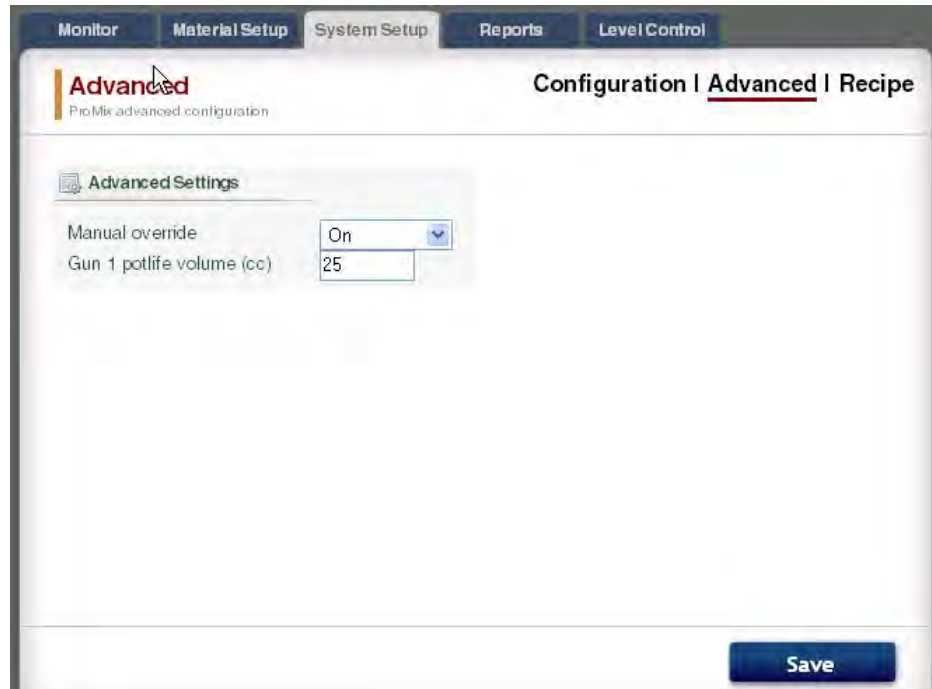 Monitor Material Setup System Setup Reports Level Control
Advanced
Configuration | Advanced | Recipe
ProMix advanced configuration
Advanced Settings
Manual override On
Gun 1 potlife volume (cc) 25
Save